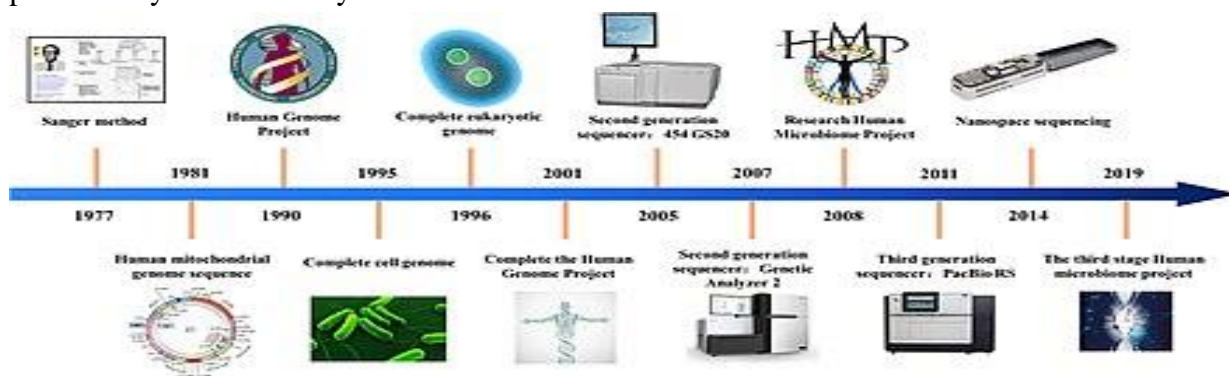 HMP
Sanger method
Human Genome
Project
Complete eukaryotic
genome
Second generation
sequencer: 454 GS20
Research Human
Microbiome Project
Nanospace sequencing
1981
1995
2001
2007
2011
2019
1977
1990
1996
2005
2008
2014
Human mitochondrial
genome sequence
Complete cell genome
Complete the Human
Genome Project
Second generation
sequencer: Genetic
Analyzer 2
Third generation
sequencer: PacBio RS
The third stage Human
microbiome project